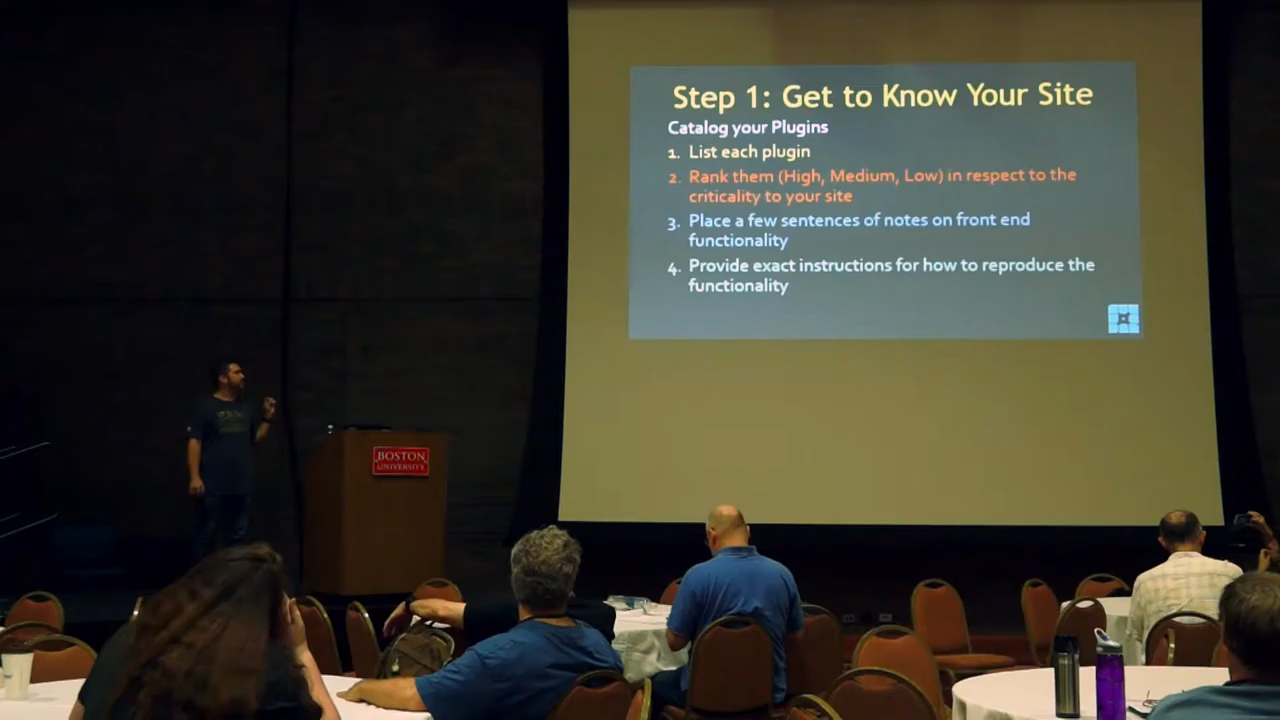 Step 1: Get to Know Your Site
Catalog your Plugins
1. List each plugin
2. Rank them (High, Medium, Low) in respect to the
criticality to your site
3. Place a few sentences of notes on front end
functionality
4. Provide exact instructions for how to reproduce the
functionality
BOSTON
UNIVERSITY